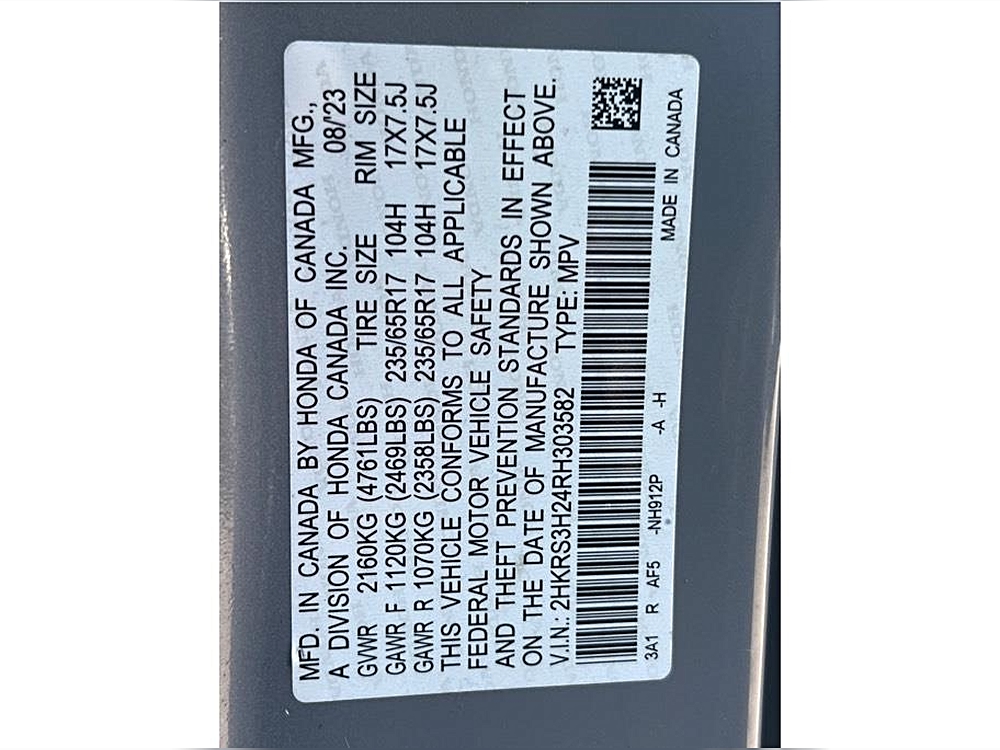 MFD. IN CANADA BY HONDA OF CANADA MFG.,
A DIVISION OF HONDA CANADA INC. 08/'23
GVWR 2160KG (4761LBS) TIRE SIZE RIM SIZE
GAWR F 1120KG (2469LBS) 235/65R17 104H 17X7.5J
GAWR R 1070KG (2358LBS) 235/65R17 104H 17X7.5J
THIS VEHICLE CONFORMS TO ALL APPLICABLE
FEDERAL MOTOR VEHICLE SAFETY
AND THEFT PREVENTION STANDARDS IN EFFECT
ON THE DATE OF MANUFACTURE SHOWN ABOVE.
V.I.N.: 2HKRS3H24RH303582 TYPE: MPV
3A1 R AF5 -NH912P -A -H
MADE IN CANADA